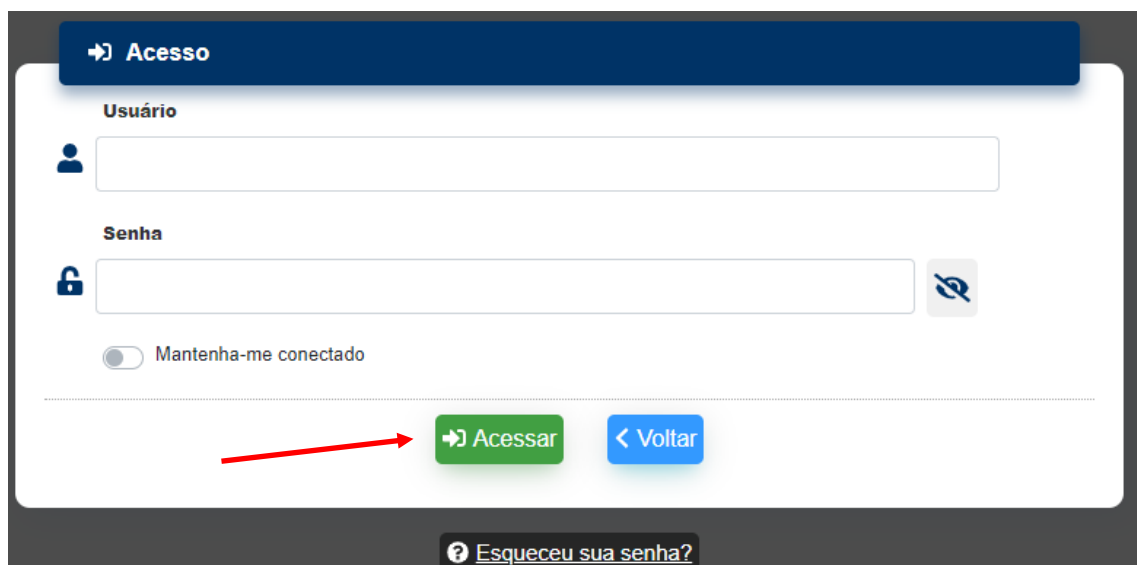 Acesso
Usuário
Senha
Mantenha-me conectado
Acessar
Voltar
Esqueceu sua senha?